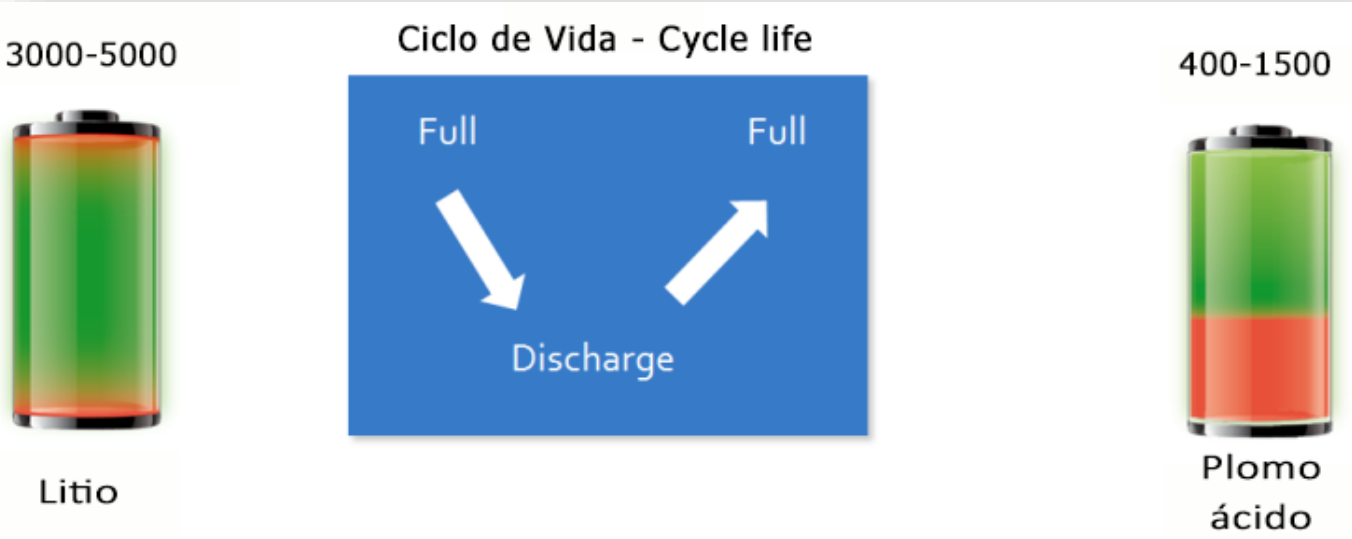 3000-5000
Ciclo de Vida - Cycle life
400-1500
Full
Full
Discharge
Litio
Plomo
ácido